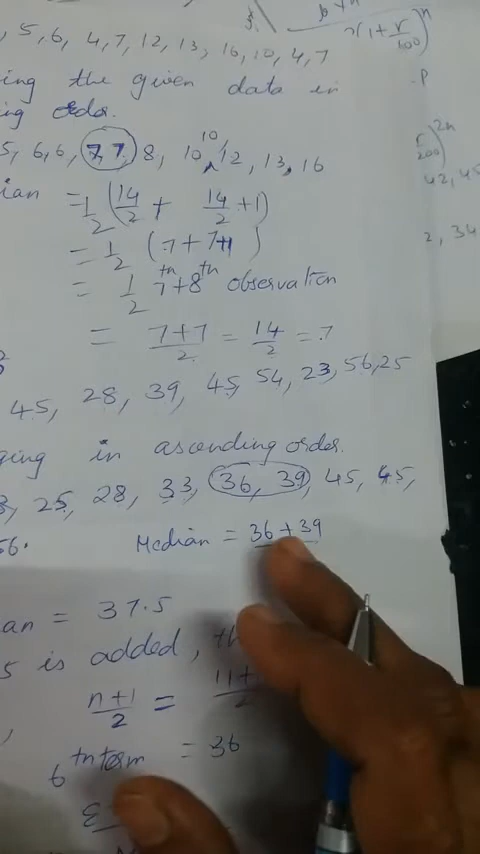 5, 6, 4, 7, 12, 13, 16, 10, 4, 7
ing the given data in
ing order.
5, 6, 6, 7, 7, 8, 10, 10, 12, 13, 16
ian = 1/2 (14/2 + 14/2 + 1)
= 1/2 (7 + 7+1)
= 1/2 7th + 8th observation
= 7+7/2 = 14/2 = 7
45, 28, 39, 45, 54, 23, 56, 25
ging in ascending order.
3, 25, 28, 33, 36, 39, 45, 45,
56.
Median = 36 + 39
an = 37.5
5 is added, th
n+1/2 = 11+
6th term = 36